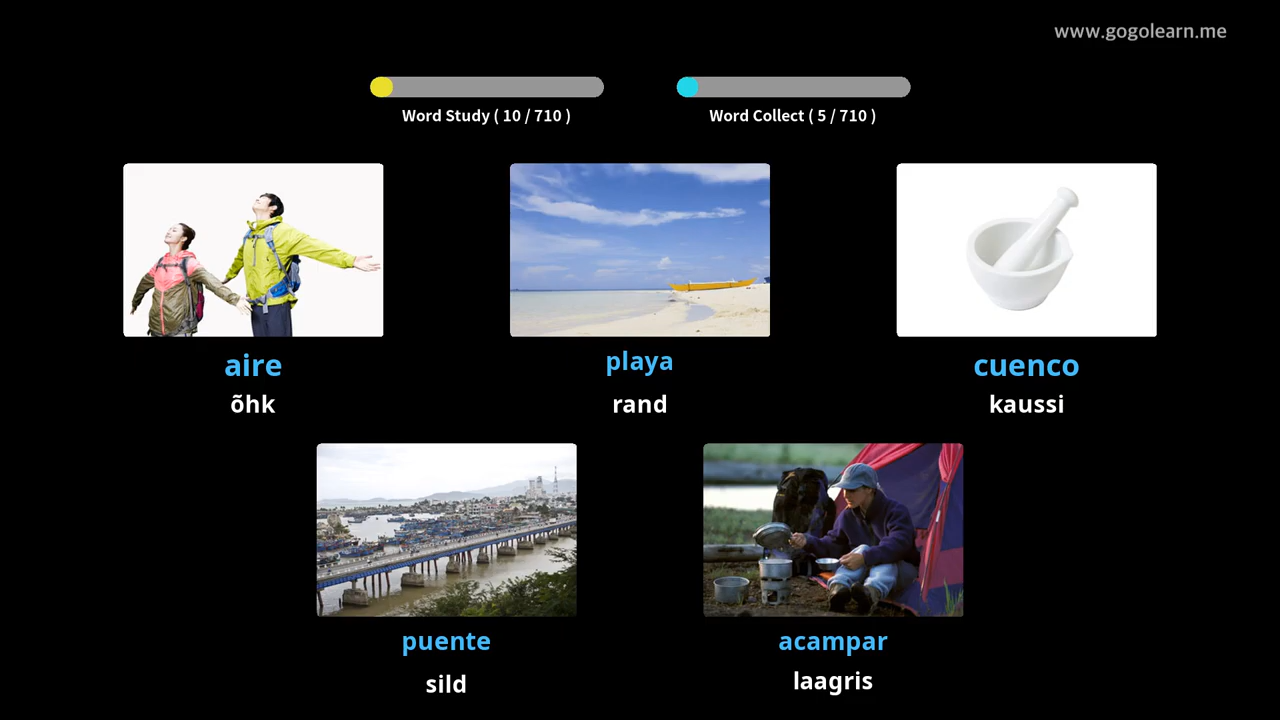 www.gogolearn.me
Word Study ( 10 / 710 )
Word Collect ( 5 / 710 )
aire
õhk
playa
rand
cuenco
kaussi
puente
sild
acampar
laagris